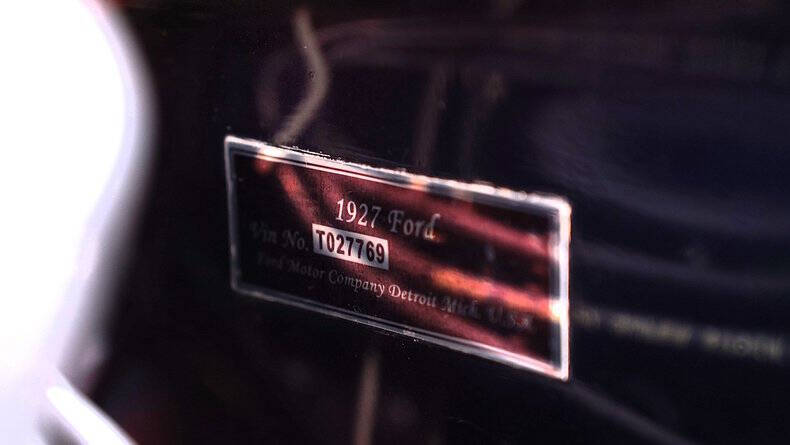 1927 Ford
Vin No. T027769
Ford Motor Company Detroit Mich. U.S.A.